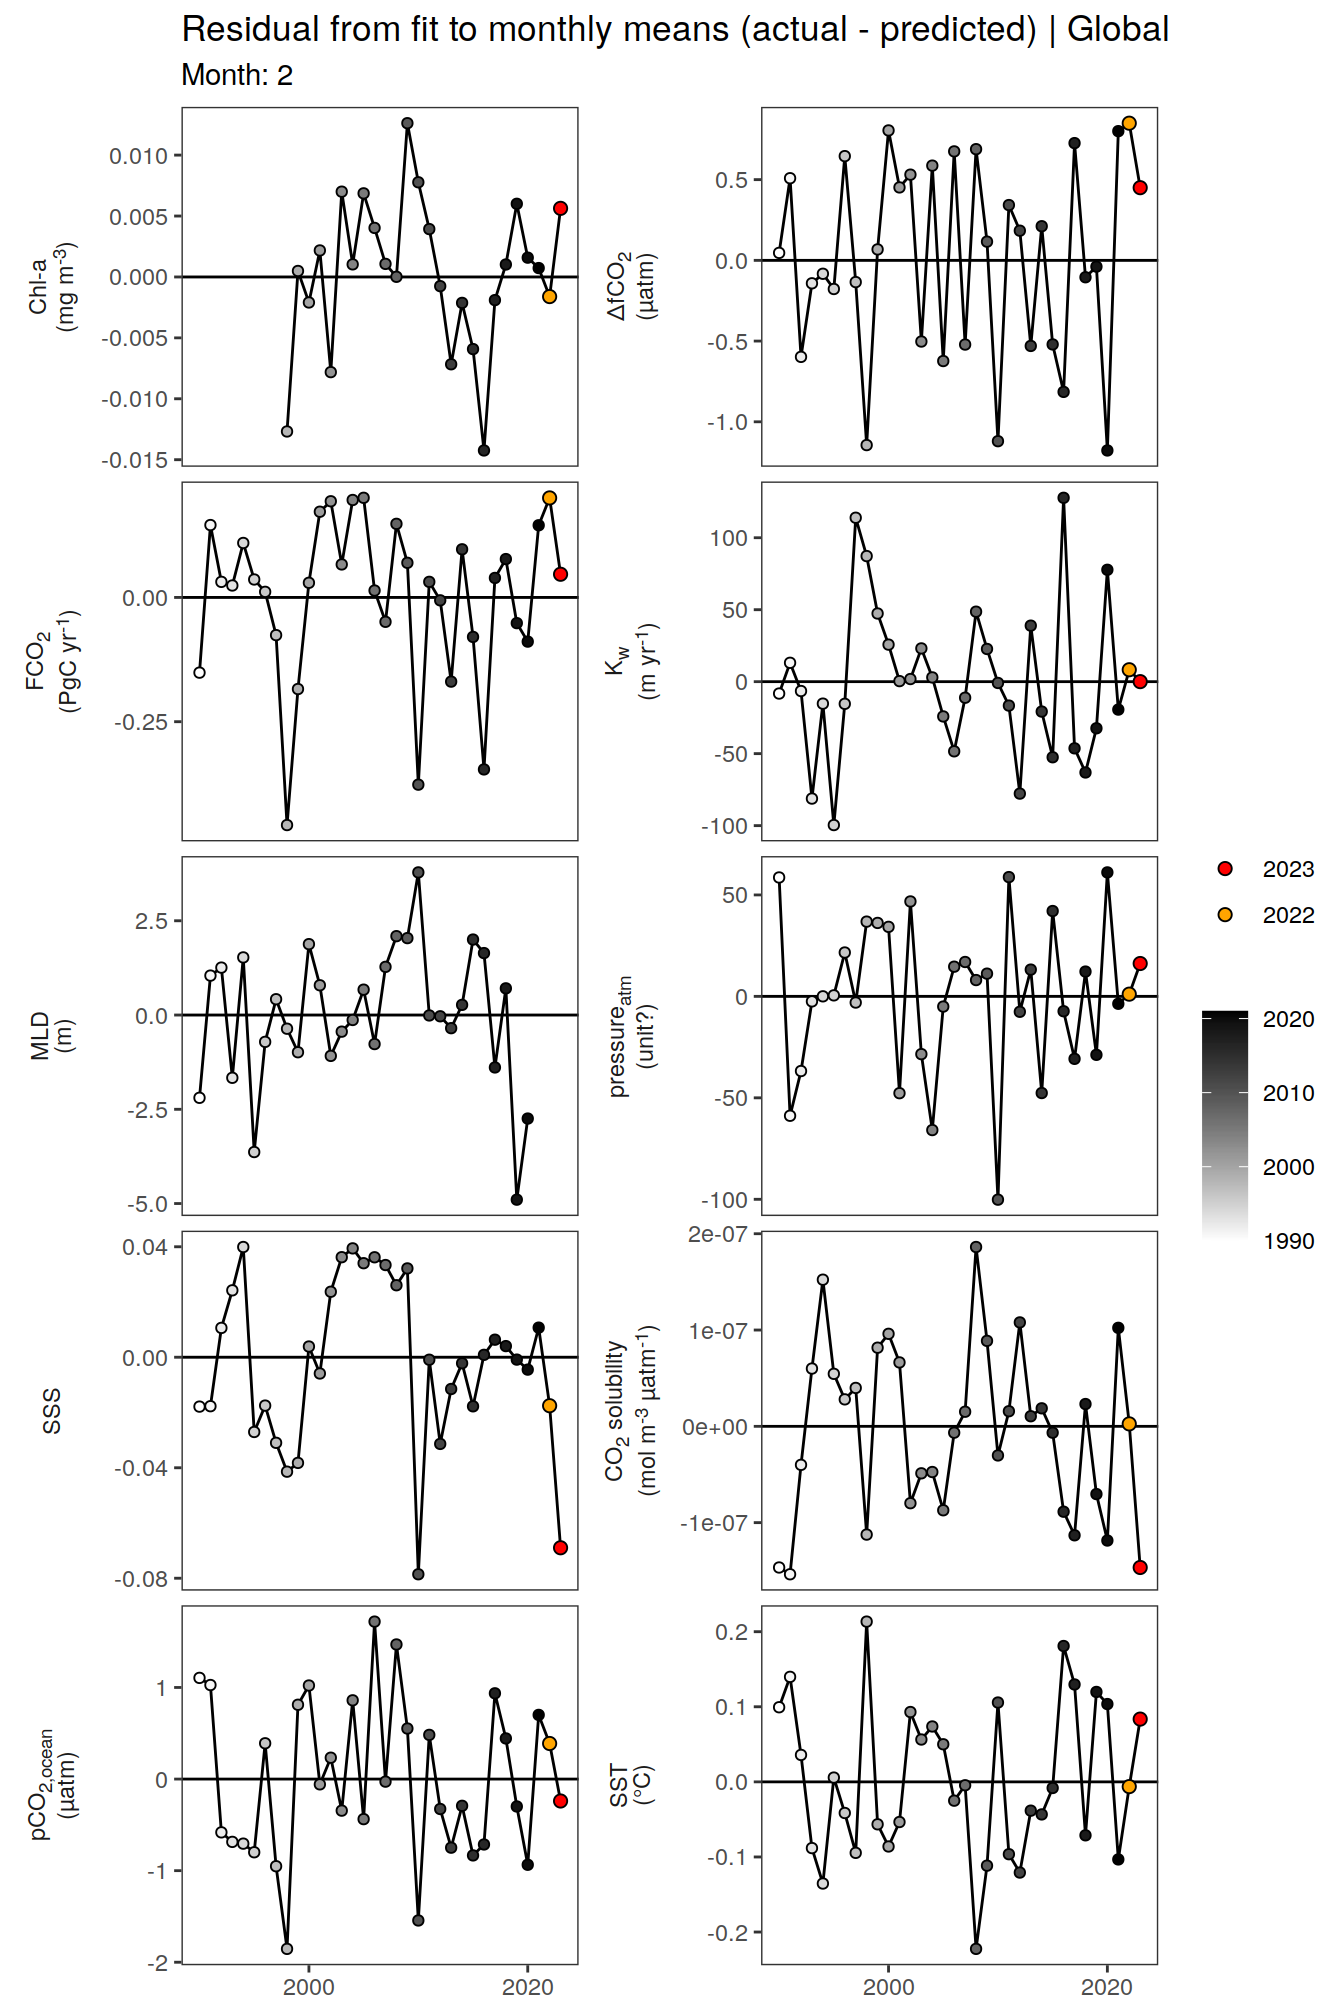 Residual from fit to monthly means (actual - predicted) | Global
Month: 2
Chl-a
(mg m⁻³)
0.010
0.005
0.000
-0.005
-0.010
-0.015
ΔfCO₂
(µatm)
0.5
0.0
-0.5
-1.0
FCO₂
(PgC yr⁻¹)
0.00
-0.25
K_w
(m yr⁻¹)
100
50
0
-50
-100
MLD
(m)
2.5
0.0
-2.5
-5.0
pressure_atm
(unit?)
50
0
-50
-100
SSS
0.04
0.00
-0.04
-0.08
CO₂ solubility
(mol m⁻³ µatm⁻¹)
2e-07
1e-07
0e+00
-1e-07
pCO₂,ocean
(µatm)
1
0
-1
-2
2000
2020
SST
(°C)
0.2
0.1
0.0
-0.1
-0.2
2000
2020
2023
2022
2020
2010
2000
1990